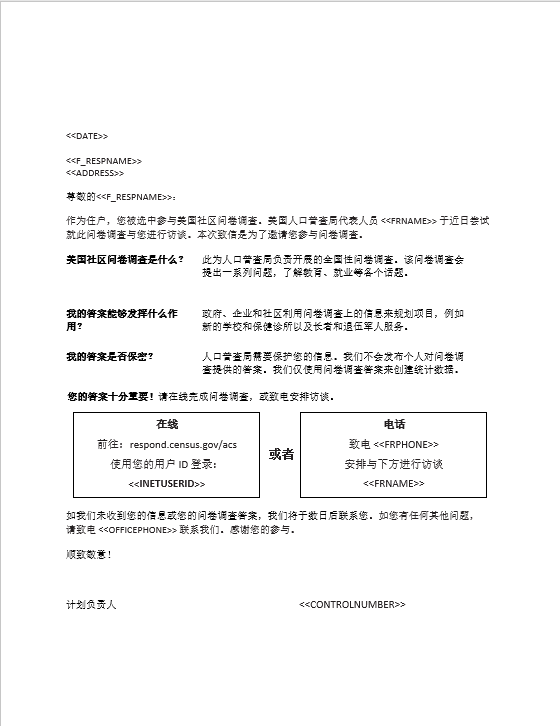 <<DATE>>
<<F_RESPNAME>>
<<ADDRESS>>
尊敬的<<F_RESPNAME>>：
作为住户，您被选中参与美国社区问卷调查。美国人口普查局代表人员 <<FRNAME>> 于近日尝试
就此问卷调查与您进行访谈。本次致信是为了邀请您参与问卷调查。
美国社区问卷调查是什么？
此为人口普查局负责开展的全国性问卷调查。该问卷调查会
提出一系列问题，了解教育、就业等各个话题。
我的答案能够发挥什么作
用？
政府、企业和社区利用问卷调查上的信息来规划项目，例如
新的学校和保健诊所以及长者和退伍军人服务。
我的答案是否保密？
人口普查局需要保护您的信息。我们不会发布个人对问卷调
查提供的答案。我们仅使用问卷调查答案来创建统计数据。
您的答案十分重要！请在线完成问卷调查，或致电安排访谈。
在线
前往：respond.census.gov/acs
使用您的用户 ID 登录：
<<INETUSERID>>
或者
电话
致电 <<FRPHONE>>
安排与下方进行访谈
<<FRNAME>>
如我们未收到您的信息或您的问卷调查答案，我们将于数日后联系您。如您有任何其他问题，
请致电 <<OFFICEPHONE>> 联系我们。感谢您的参与。
顺致敬意！
计划负责人 <<CONTROLNUMBER>>